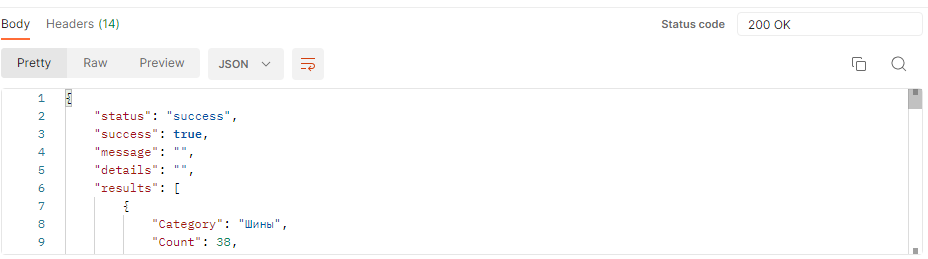 Body Headers (14) Status code 200 OK
Pretty Raw Preview JSON
1 {
2 "status": "success",
3 "success": true,
4 "message": "",
5 "details": "",
6 "results": [
7 {
8 "Category": "Шины",
9 "Count": 38,